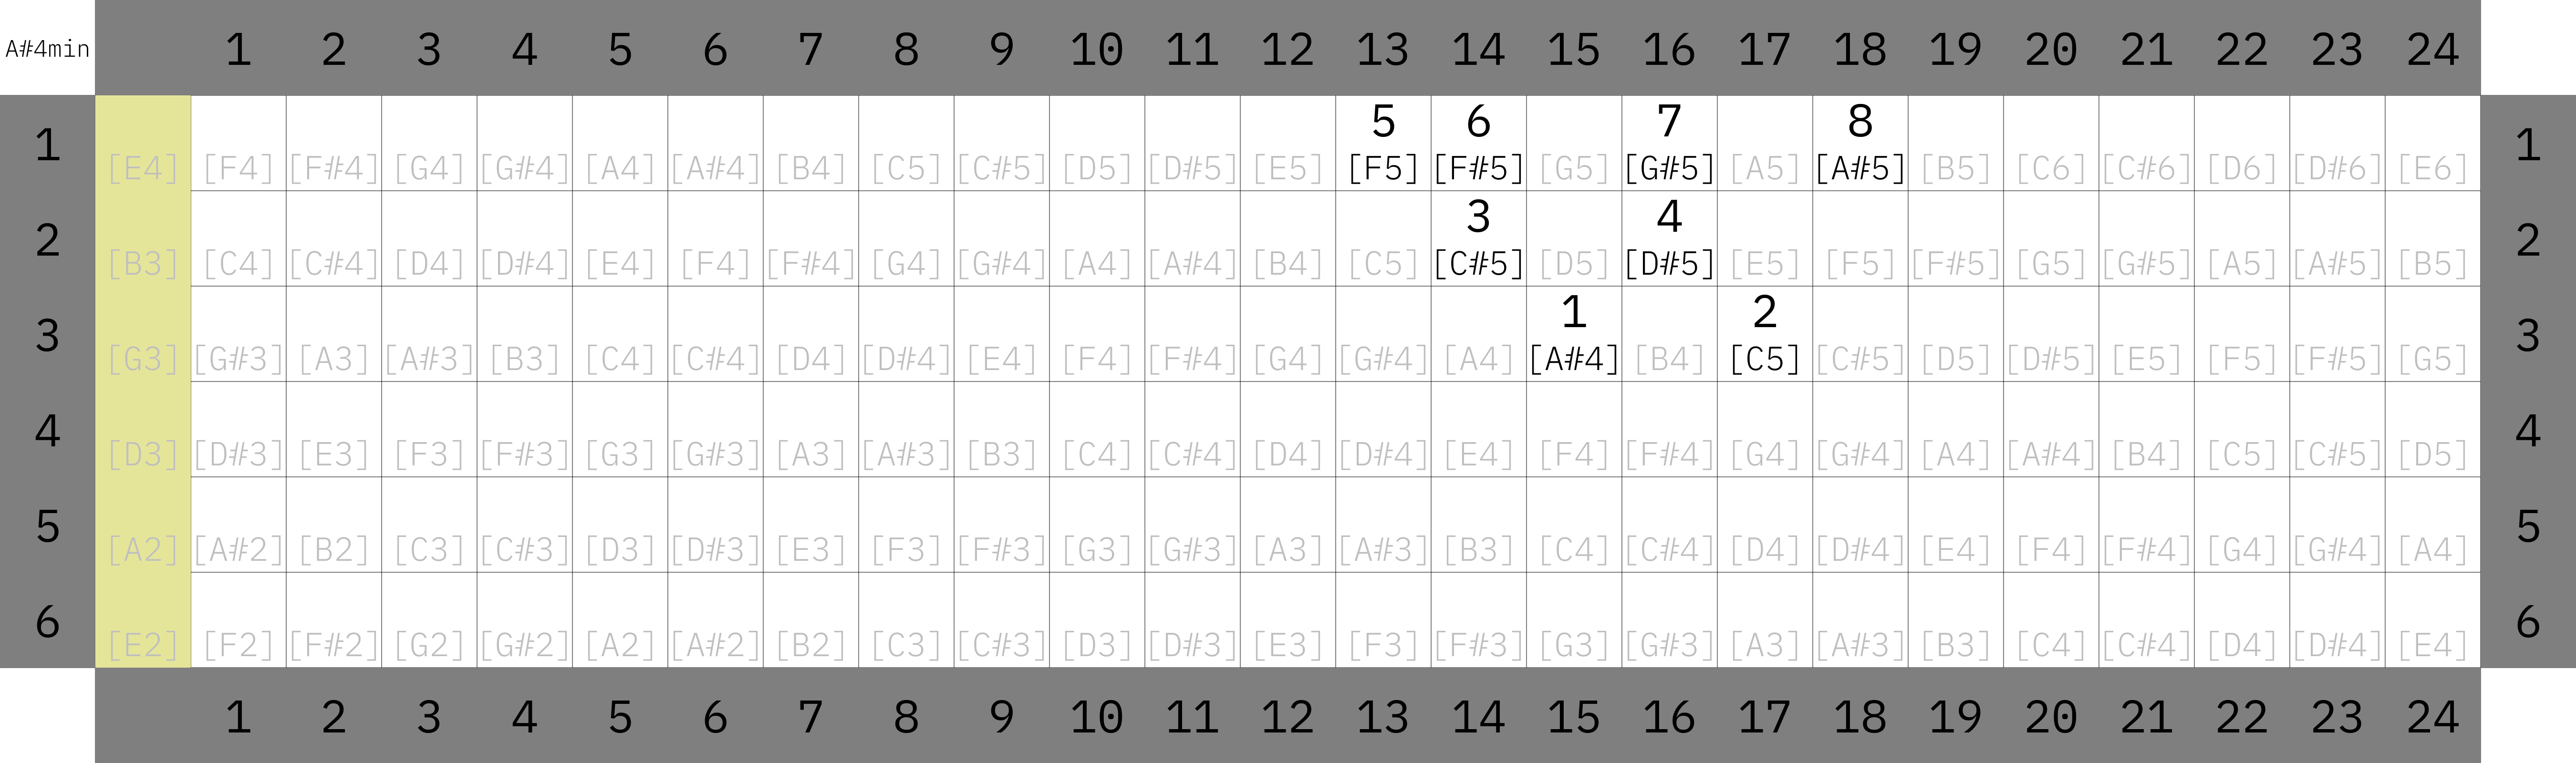 A#4min 1 2 3 4 5 6 7 8 9 10 11 12 13 14 15 16 17 18 19 20 21 22 23 24
5 6 7 8
1 [E4] [F4] [F#4] [G4] [G#4] [A4] [A#4] [B4] [C5] [C#5] [D5] [D#5] [E5] [F5] [F#5] [G5] [G#5] [A5] [A#5] [B5] [C6] [C#6] [D6] [D#6] [E6] 1
3 4
2 [B3] [C4] [C#4] [D4] [D#4] [E4] [F4] [F#4] [G4] [G#4] [A4] [A#4] [B4] [C5] [C#5] [D5] [D#5] [E5] [F5] [F#5] [G5] [G#5] [A5] [A#5] [B5] 2
1 2
3 [G3] [G#3] [A3] [A#3] [B3] [C4] [C#4] [D4] [D#4] [E4] [F4] [F#4] [G4] [G#4] [A4] [A#4] [B4] [C5] [C#5] [D5] [D#5] [E5] [F5] [F#5] [G5] 3
4 [D3] [D#3] [E3] [F3] [F#3] [G3] [G#3] [A3] [A#3] [B3] [C4] [C#4] [D4] [D#4] [E4] [F4] [F#4] [G4] [G#4] [A4] [A#4] [B4] [C5] [C#5] [D5] 4
5 [A2] [A#2] [B2] [C3] [C#3] [D3] [D#3] [E3] [F3] [F#3] [G3] [G#3] [A3] [A#3] [B3] [C4] [C#4] [D4] [D#4] [E4] [F4] [F#4] [G4] [G#4] [A4] 5
6 [E2] [F2] [F#2] [G2] [G#2] [A2] [A#2] [B2] [C3] [C#3] [D3] [D#3] [E3] [F3] [F#3] [G3] [G#3] [A3] [A#3] [B3] [C4] [C#4] [D4] [D#4] [E4] 6
1 2 3 4 5 6 7 8 9 10 11 12 13 14 15 16 17 18 19 20 21 22 23 24